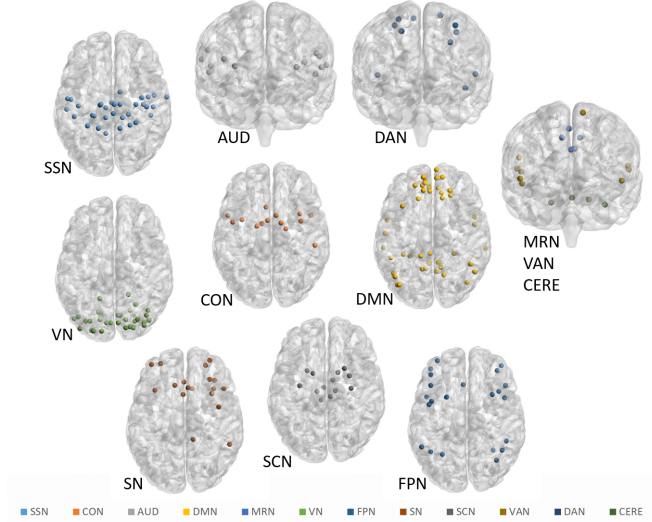 SSN
AUD
DAN
MRN
VAN
CERE
VN
CON
DMN
SN
SCN
FPN
SSN CON AUD DMN MRN VN FPN SN SCN VAN DAN CERE